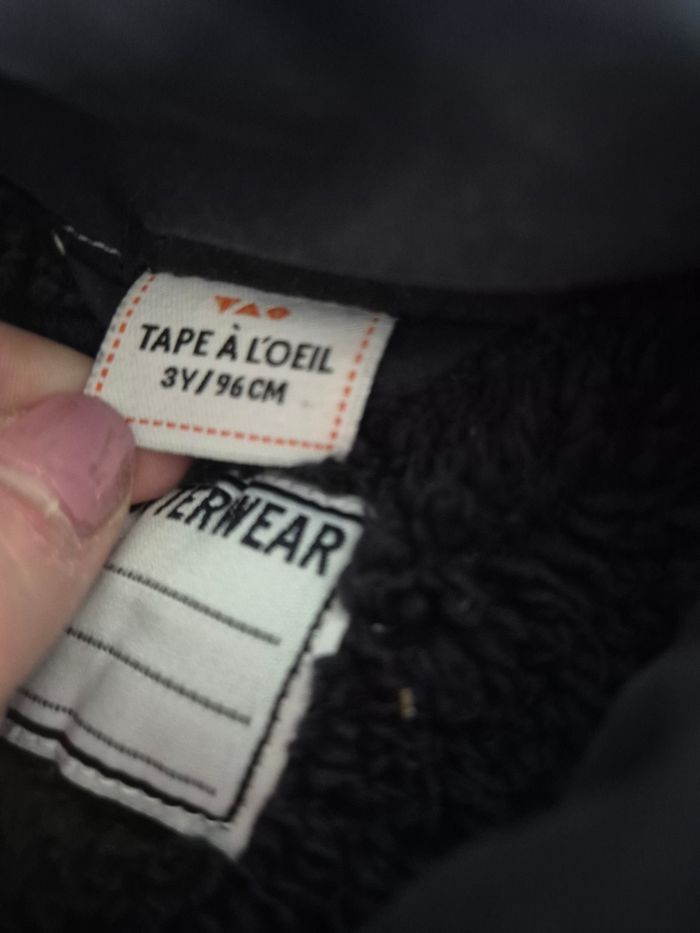 TAO
TAPE À L'OEIL
3Y/96CM
TERWEAR